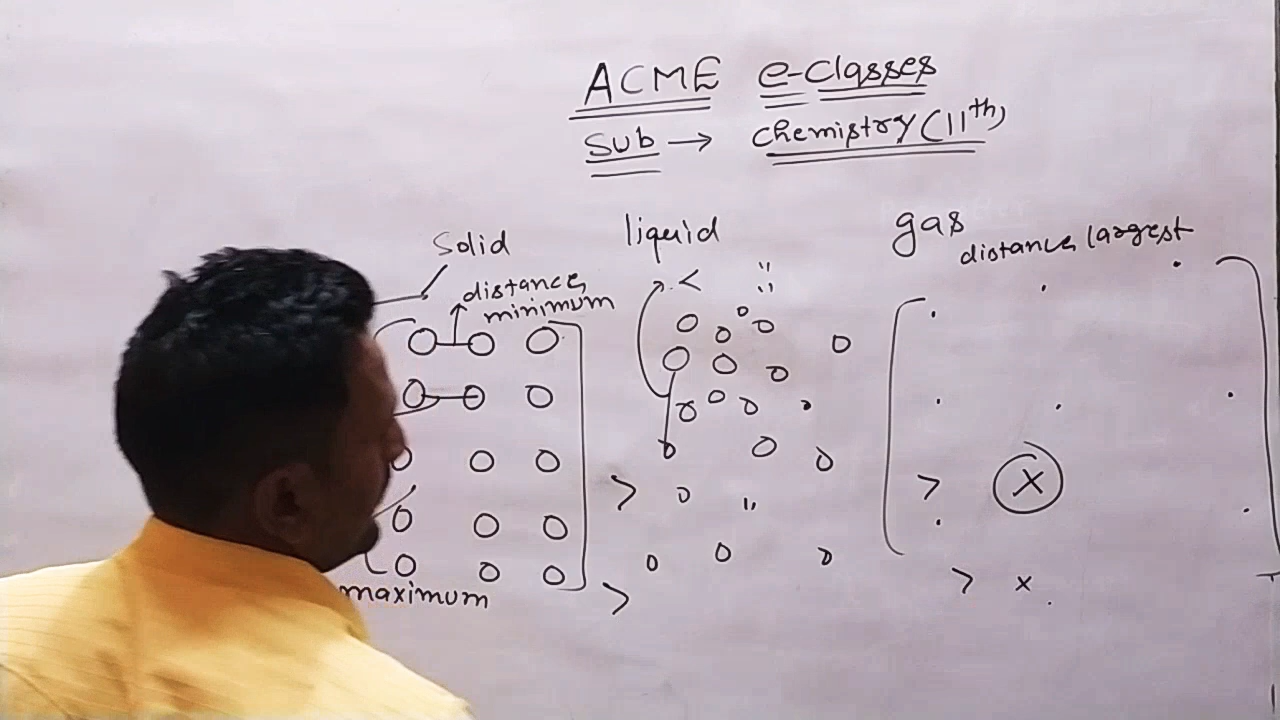 ACME e-classes
Sub → chemistry (11th)
Solid
liquid
gas
distance largest
distance
minimum
< "
"
> "
> x
x
>
maximum